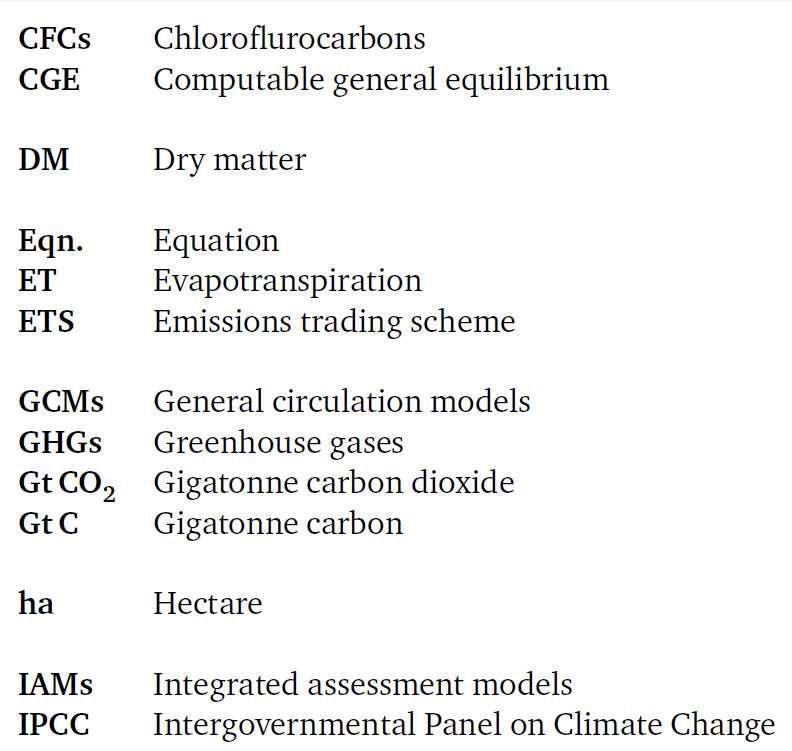 CFCs Chloroflurocarbons
CGE Computable general equilibrium
DM Dry matter
Eqn. Equation
ET Evapotranspiration
ETS Emissions trading scheme
GCMs General circulation models
GHGs Greenhouse gases
Gt CO₂ Gigatonne carbon dioxide
Gt C Gigatonne carbon
ha Hectare
IAMs Integrated assessment models
IPCC Intergovernmental Panel on Climate Change